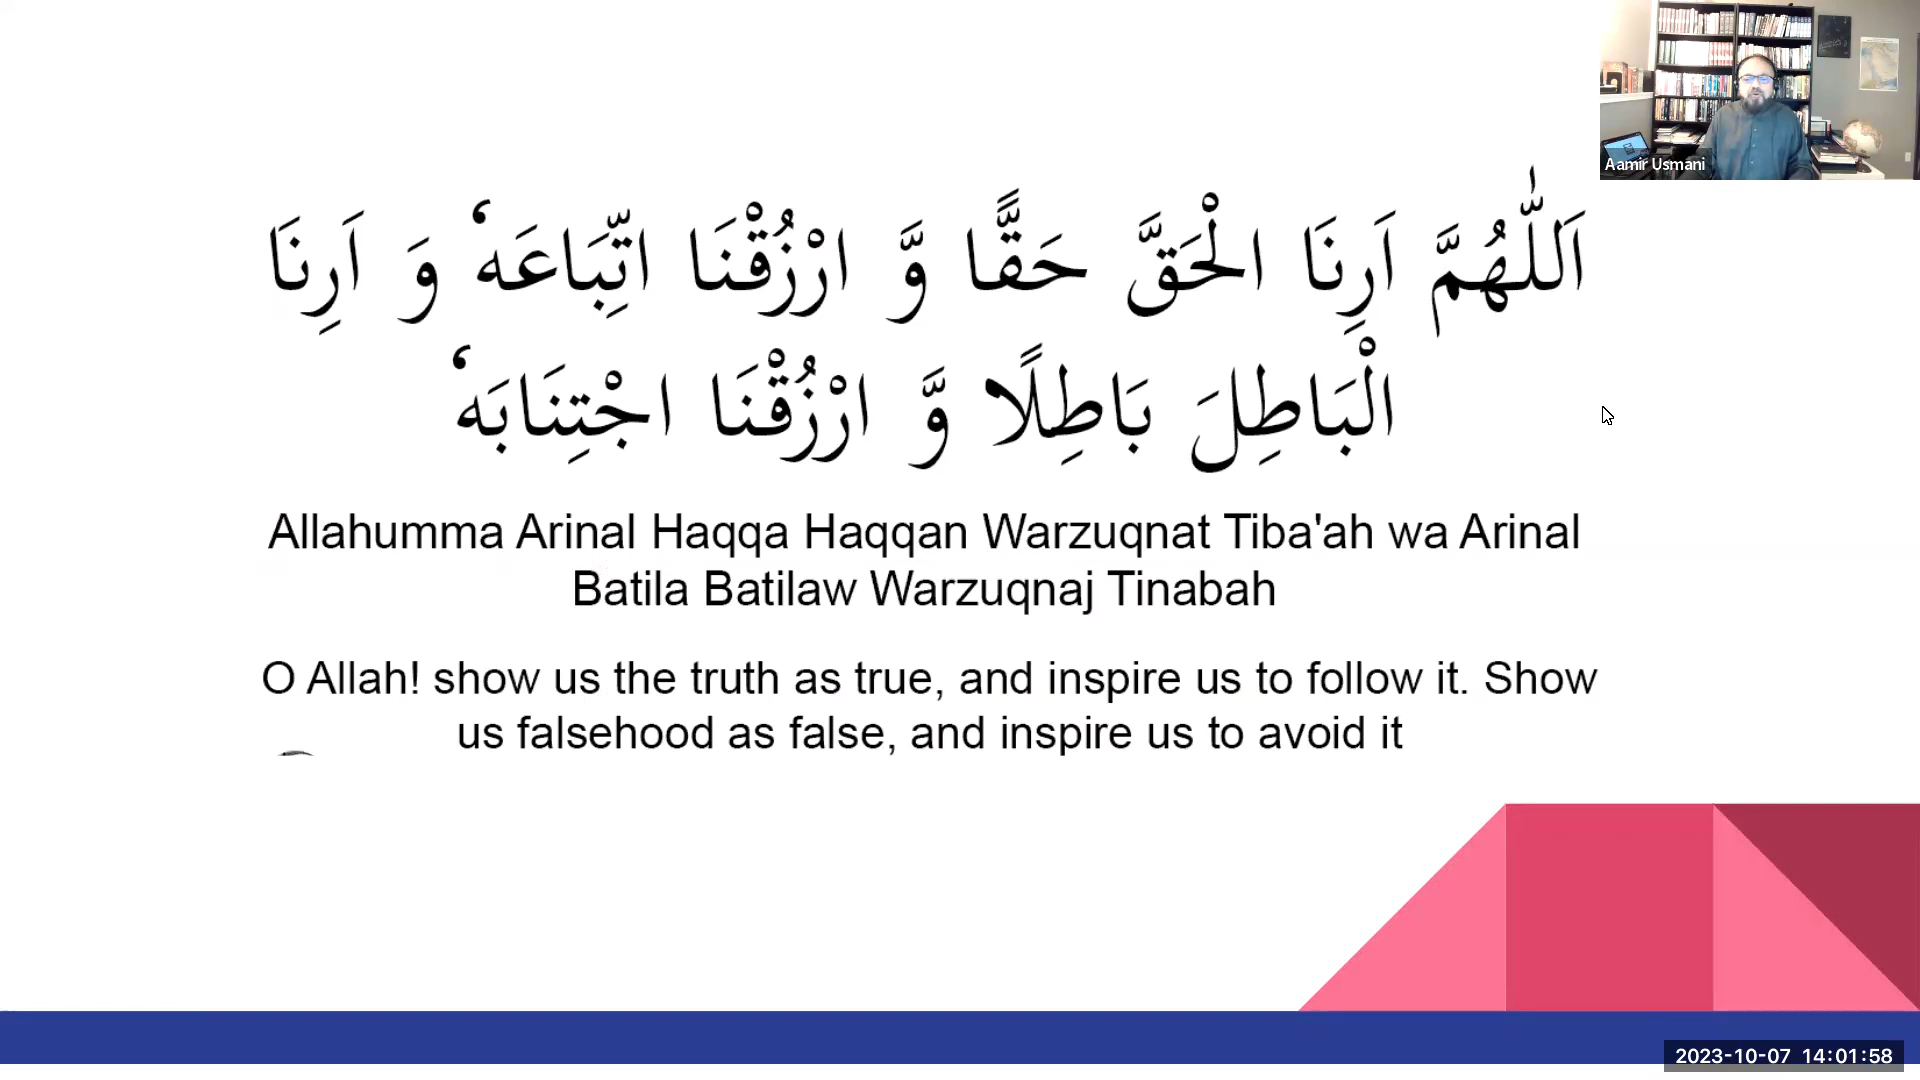 Aamir Usmani
اَللّٰهُمَّ اَرِنَا الْحَقَّ حَقًّا وَّ ارْزُقْنَا اتِّبَاعَهٗ وَ اَرِنَا
الْبَاطِلَ بَاطِلًا وَّ ارْزُقْنَا اجْتِنَابَهٗ
Allahumma Arinal Haqqa Haqqan Warzuqnat Tiba'ah wa Arinal
Batila Batilaw Warzuqnaj Tinabah
O Allah! show us the truth as true, and inspire us to follow it. Show
us falsehood as false, and inspire us to avoid it
2023-10-07 14:01:58